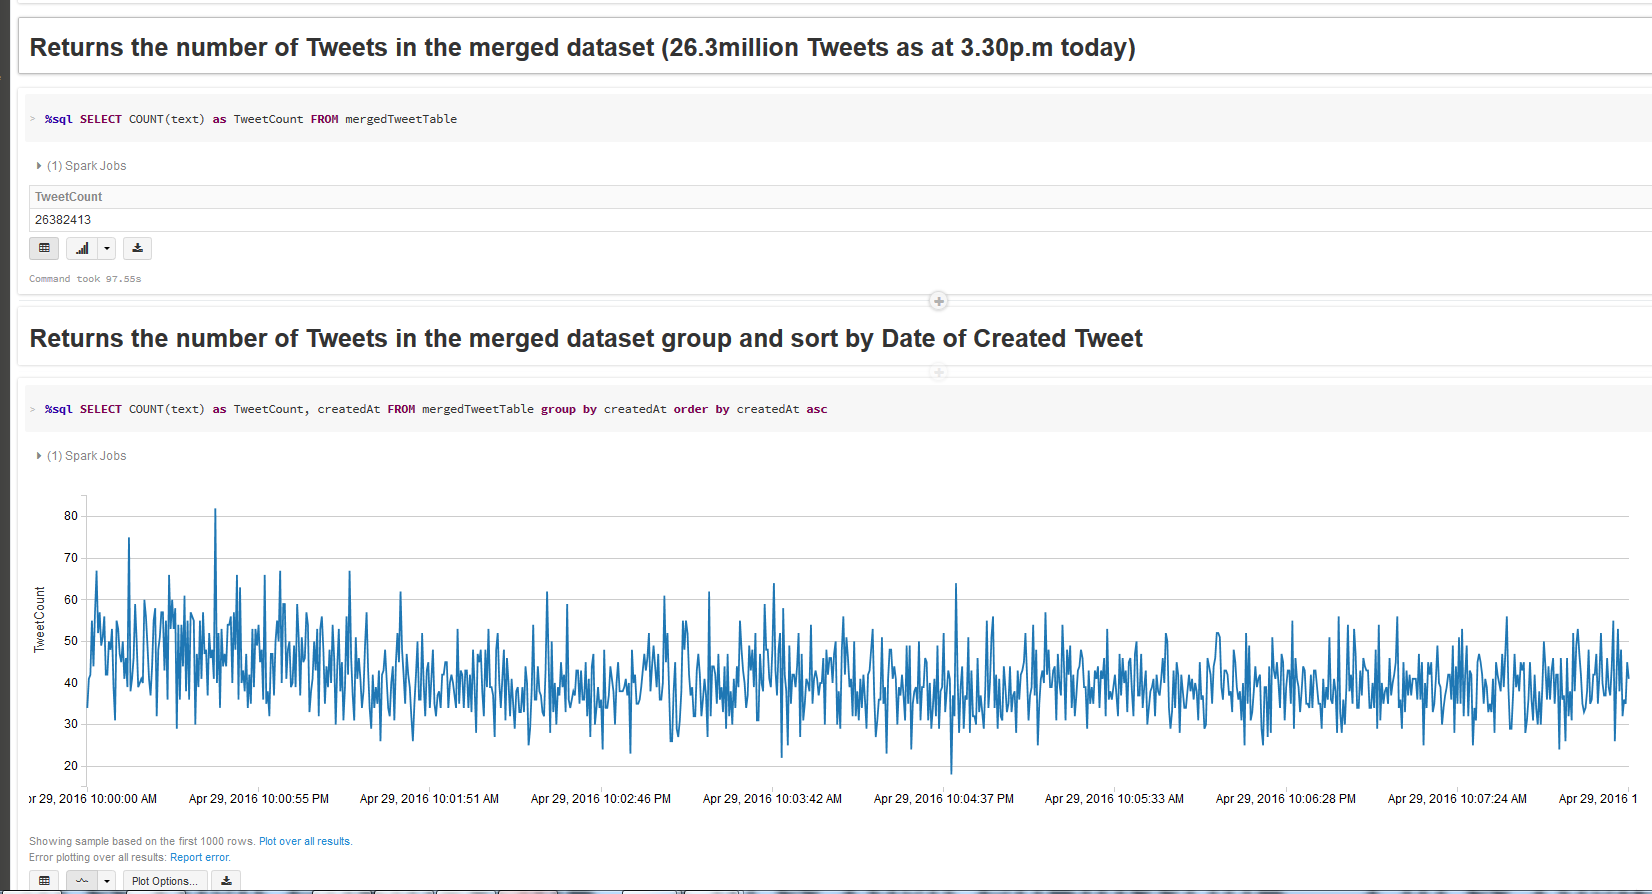 Returns the number of Tweets in the merged dataset (26.3million Tweets as at 3.30p.m today)
> %sql SELECT COUNT(text) as TweetCount FROM mergedTweetTable
(1) Spark Jobs
TweetCount
26382413
Command took 97.55s
Returns the number of Tweets in the merged dataset group and sort by Date of Created Tweet
> %sql SELECT COUNT(text) as TweetCount, createdAt FROM mergedTweetTable group by createdAt order by createdAt asc
(1) Spark Jobs
80
70
60
50
40
30
20
TweetCount
pr 29, 2016 10:00:00 AM Apr 29, 2016 10:00:55 PM Apr 29, 2016 10:01:51 AM Apr 29, 2016 10:02:46 PM Apr 29, 2016 10:03:42 AM Apr 29, 2016 10:04:37 PM Apr 29, 2016 10:05:33 AM Apr 29, 2016 10:06:28 PM Apr 29, 2016 10:07:24 AM Apr 29, 2016 1
Showing sample based on the first 1000 rows. Plot over all results.
Error plotting over all results: Report error.
Plot Options...